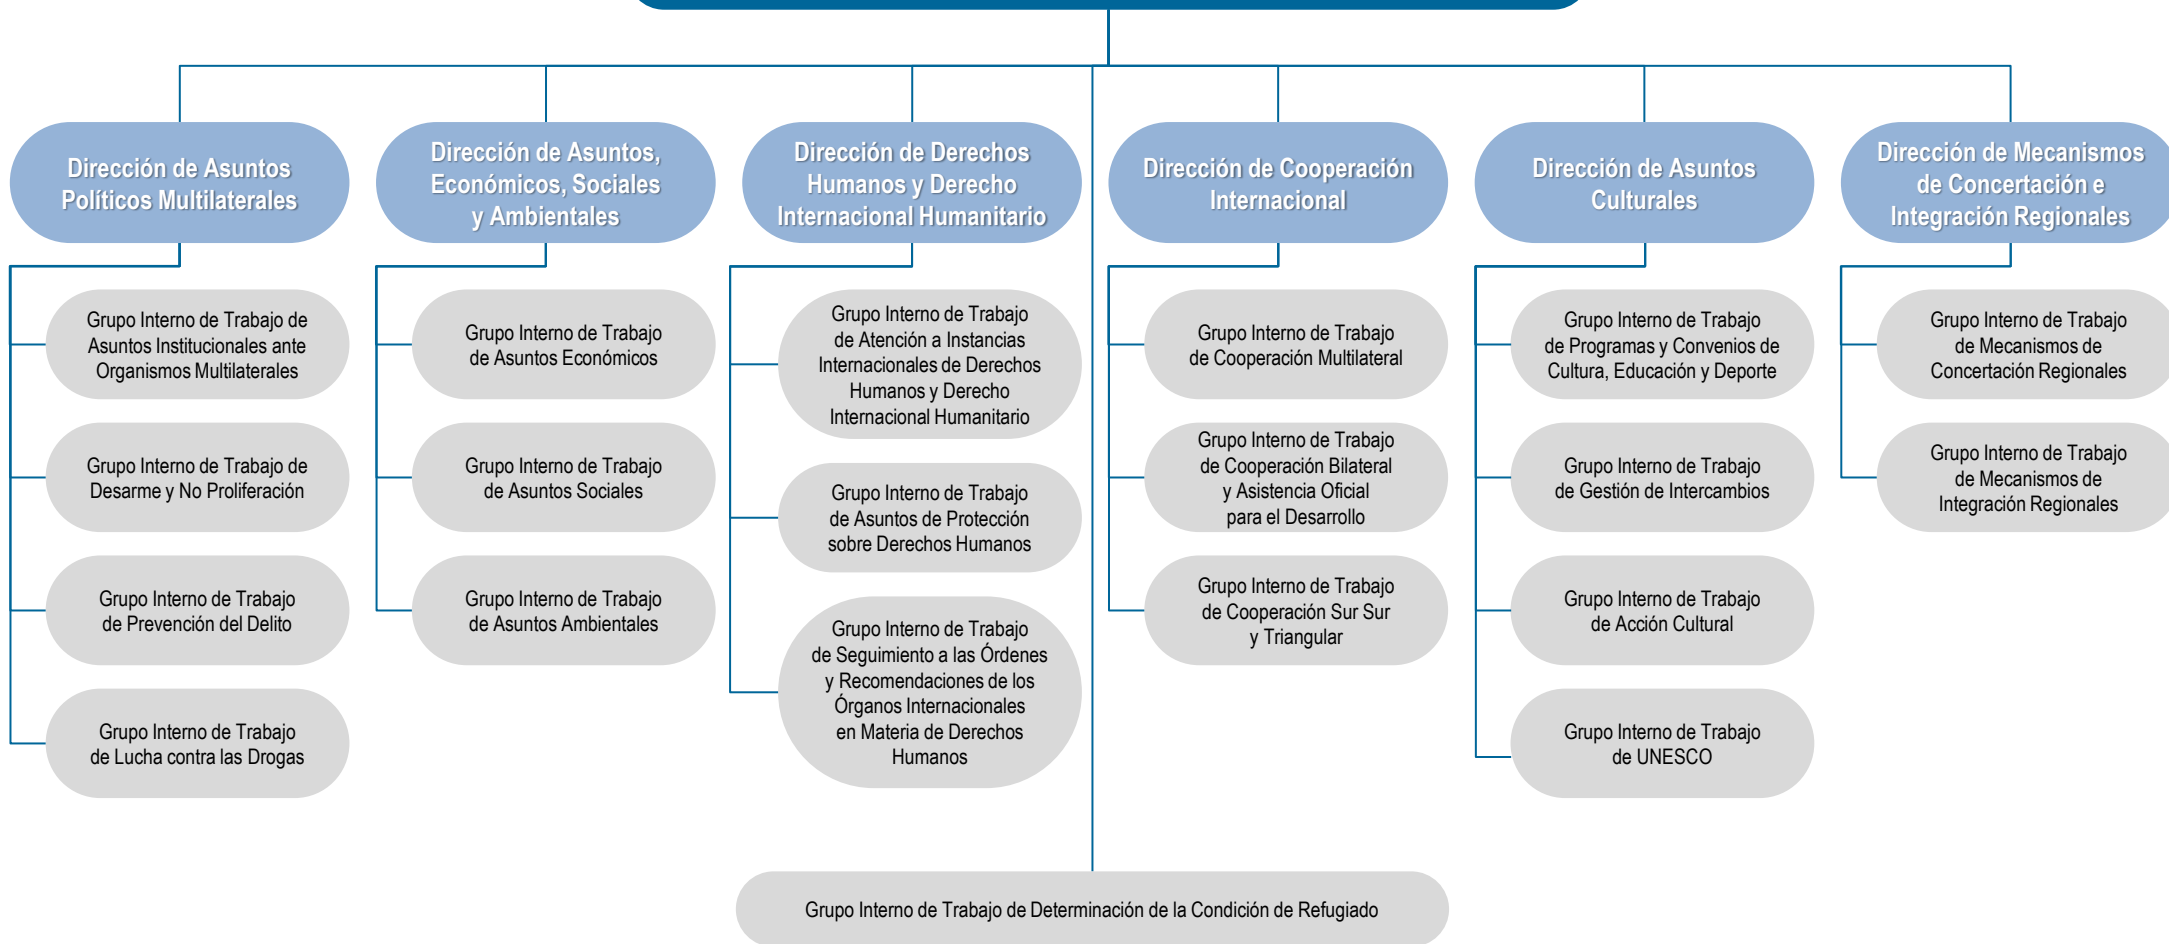 Dirección de Asuntos
Políticos Multilaterales
Grupo Interno de Trabajo de
Asuntos Institucionales ante
Organismos Multilaterales
Grupo Interno de Trabajo de
Desarme y No Proliferación
Grupo Interno de Trabajo
de Prevención del Delito
Grupo Interno de Trabajo
de Lucha contra las Drogas
Dirección de Asuntos,
Económicos, Sociales
y Ambientales
Grupo Interno de Trabajo
de Asuntos Económicos
Grupo Interno de Trabajo
de Asuntos Sociales
Grupo Interno de Trabajo
de Asuntos Ambientales
Dirección de Derechos
Humanos y Derecho
Internacional Humanitario
Grupo Interno de Trabajo
de Atención a Instancias
Internacionales de Derechos
Humanos y Derecho
Internacional Humanitario
Grupo Interno de Trabajo
de Asuntos de Protección
sobre Derechos Humanos
Grupo Interno de Trabajo
de Seguimiento a las Órdenes
y Recomendaciones de los
Órganos Internacionales
en Materia de Derechos
Humanos
Dirección de Cooperación
Internacional
Grupo Interno de Trabajo
de Cooperación Multilateral
Grupo Interno de Trabajo
de Cooperación Bilateral
y Asistencia Oficial
para el Desarrollo
Grupo Interno de Trabajo
de Cooperación Sur Sur
y Triangular
Dirección de Asuntos
Culturales
Grupo Interno de Trabajo
de Programas y Convenios de
Cultura, Educación y Deporte
Grupo Interno de Trabajo
de Gestión de Intercambios
Grupo Interno de Trabajo
de Acción Cultural
Grupo Interno de Trabajo
de UNESCO
Dirección de Mecanismos
de Concertación e
Integración Regionales
Grupo Interno de Trabajo
de Mecanismos de
Concertación Regionales
Grupo Interno de Trabajo
de Mecanismos de
Integración Regionales
Grupo Interno de Trabajo de Determinación de la Condición de Refugiado